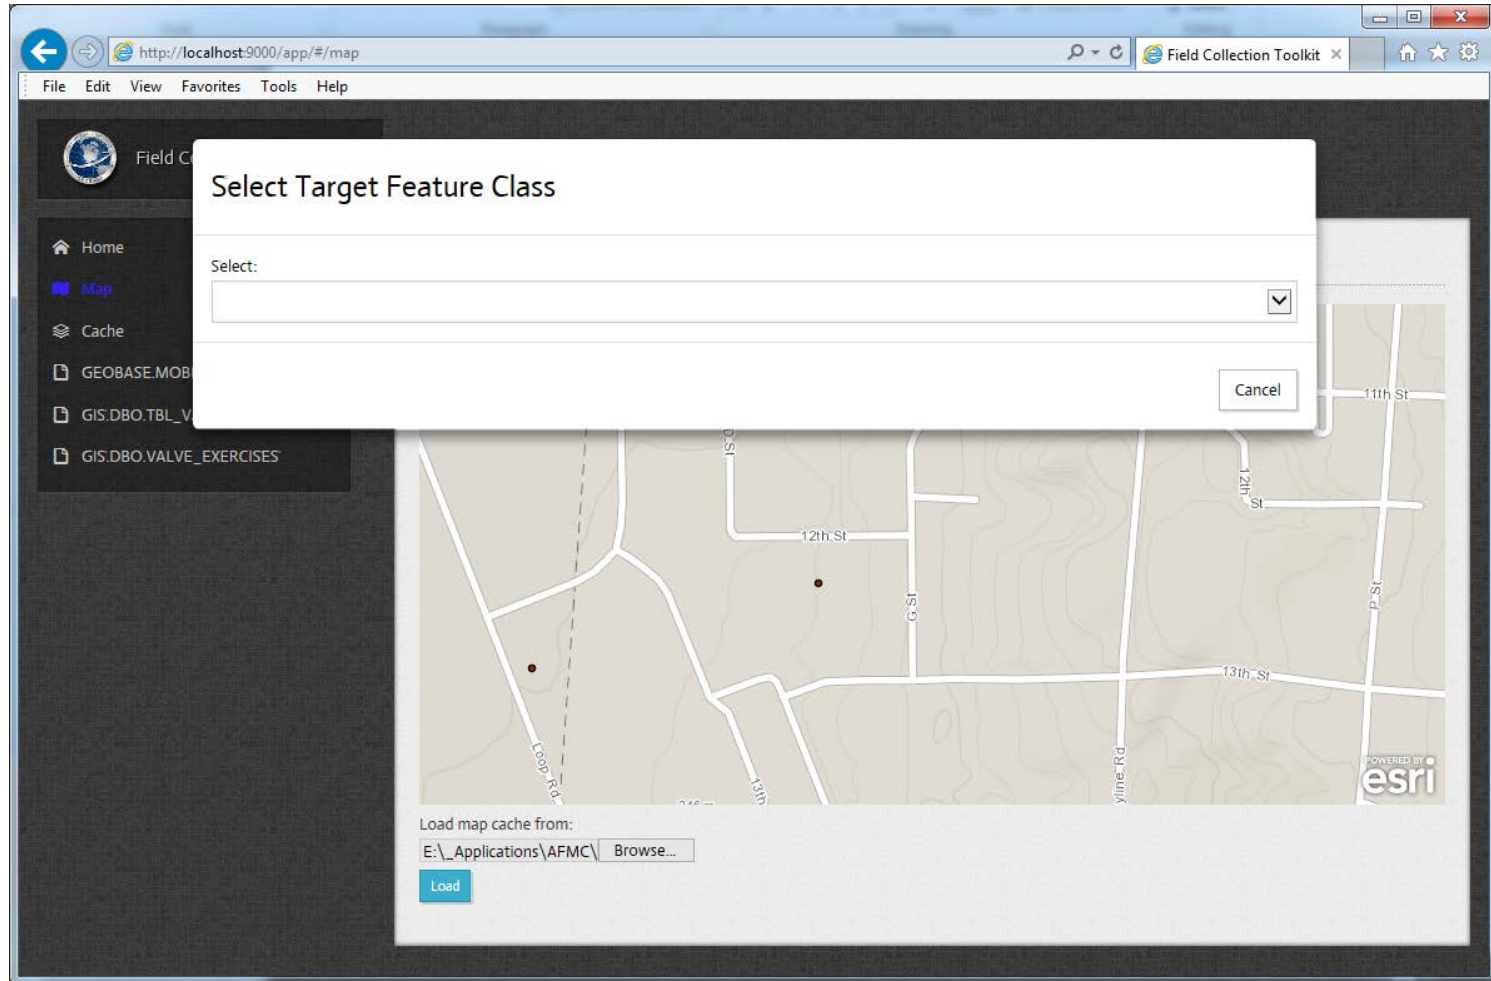 http://localhost:9000/app/#/map
Field Collection Toolkit
File Edit View Favorites Tools Help
Field C
Select Target Feature Class
Home
Select:
Map
Cache
GEOBASE.MOBI
Cancel
11th St
GIS.DBO.TBL_V
D St
GIS.DBO.VALVE_EXERCISES
12th St
12th St
G St
P St
13th St
Loop Rd
13th
yline Rd
POWERED BY
esri
Load map cache from:
E:\_Applications\AFMC\ Browse...
Load